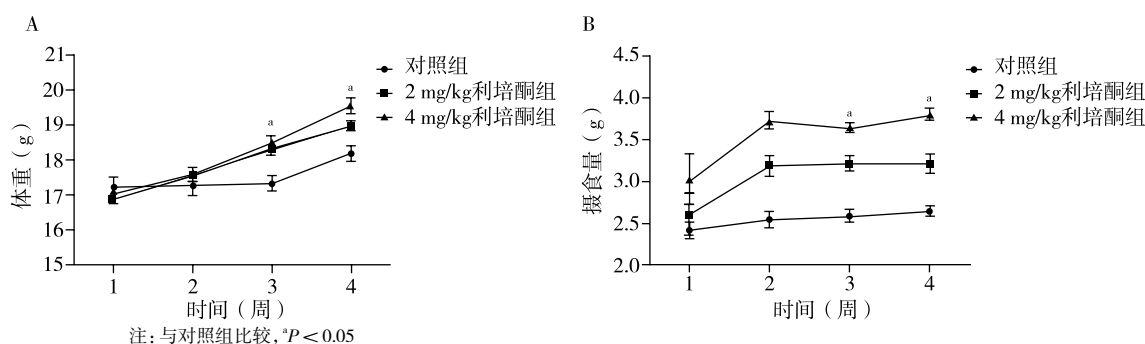 A
体重（g）
21
20
19
18
17
16
15
1 2 3 4
时间（周）
a
a
对照组
2 mg/kg利培酮组
4 mg/kg利培酮组
注：与对照组比较，ᵃP＜0.05
B
摄食量（g）
4.5
4.0
3.5
3.0
2.5
2.0
1 2 3 4
时间（周）
a
a
对照组
2 mg/kg利培酮组
4 mg/kg利培酮组